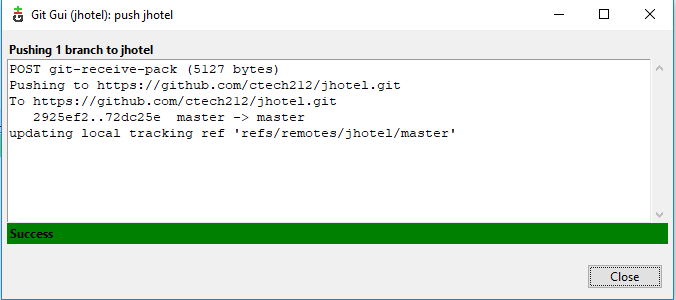 Git Gui (jhotel): push jhotel
Pushing 1 branch to jhotel
POST git-receive-pack (5127 bytes)
Pushing to https://github.com/ctech212/jhotel.git
To https://github.com/ctech212/jhotel.git
   2925ef2..72dc25e  master -> master
updating local tracking ref 'refs/remotes/jhotel/master'
Success
Close